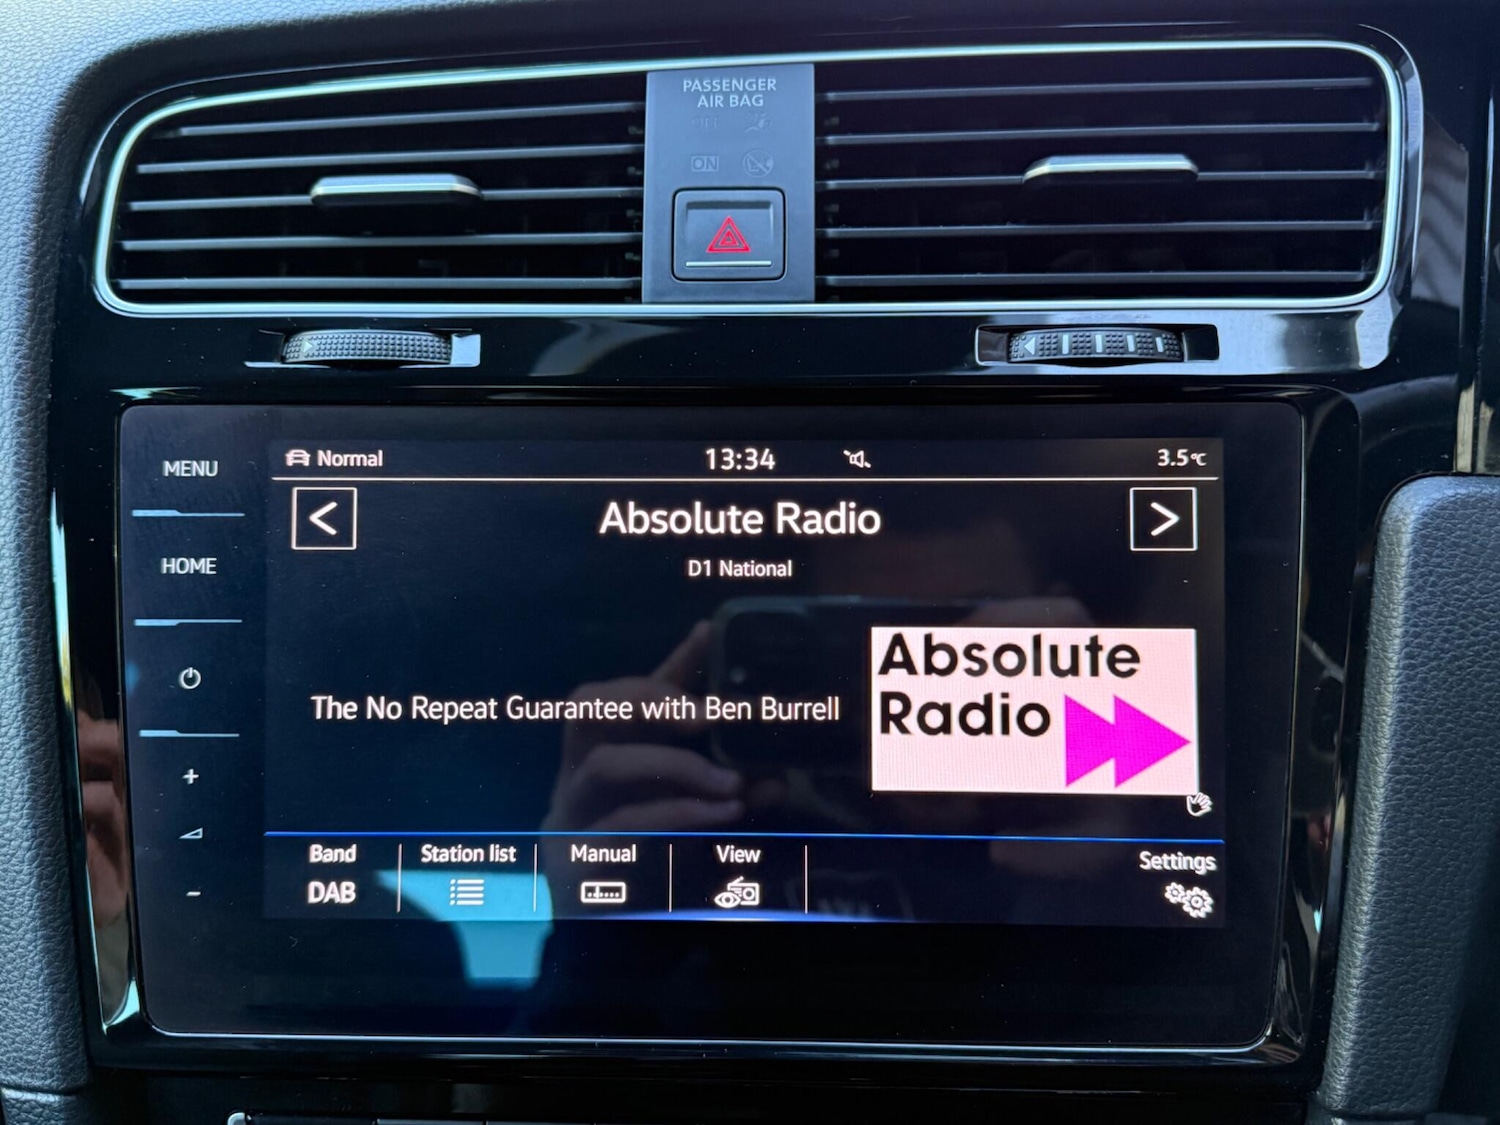 PASSENGER
AIR BAG
OFF
ON
MENU
HOME
Normal
13:34
3.5°C
Absolute Radio
D1 National
The No Repeat Guarantee with Ben Burrell
Absolute
Radio
Band
DAB
Station list
Manual
View
Settings